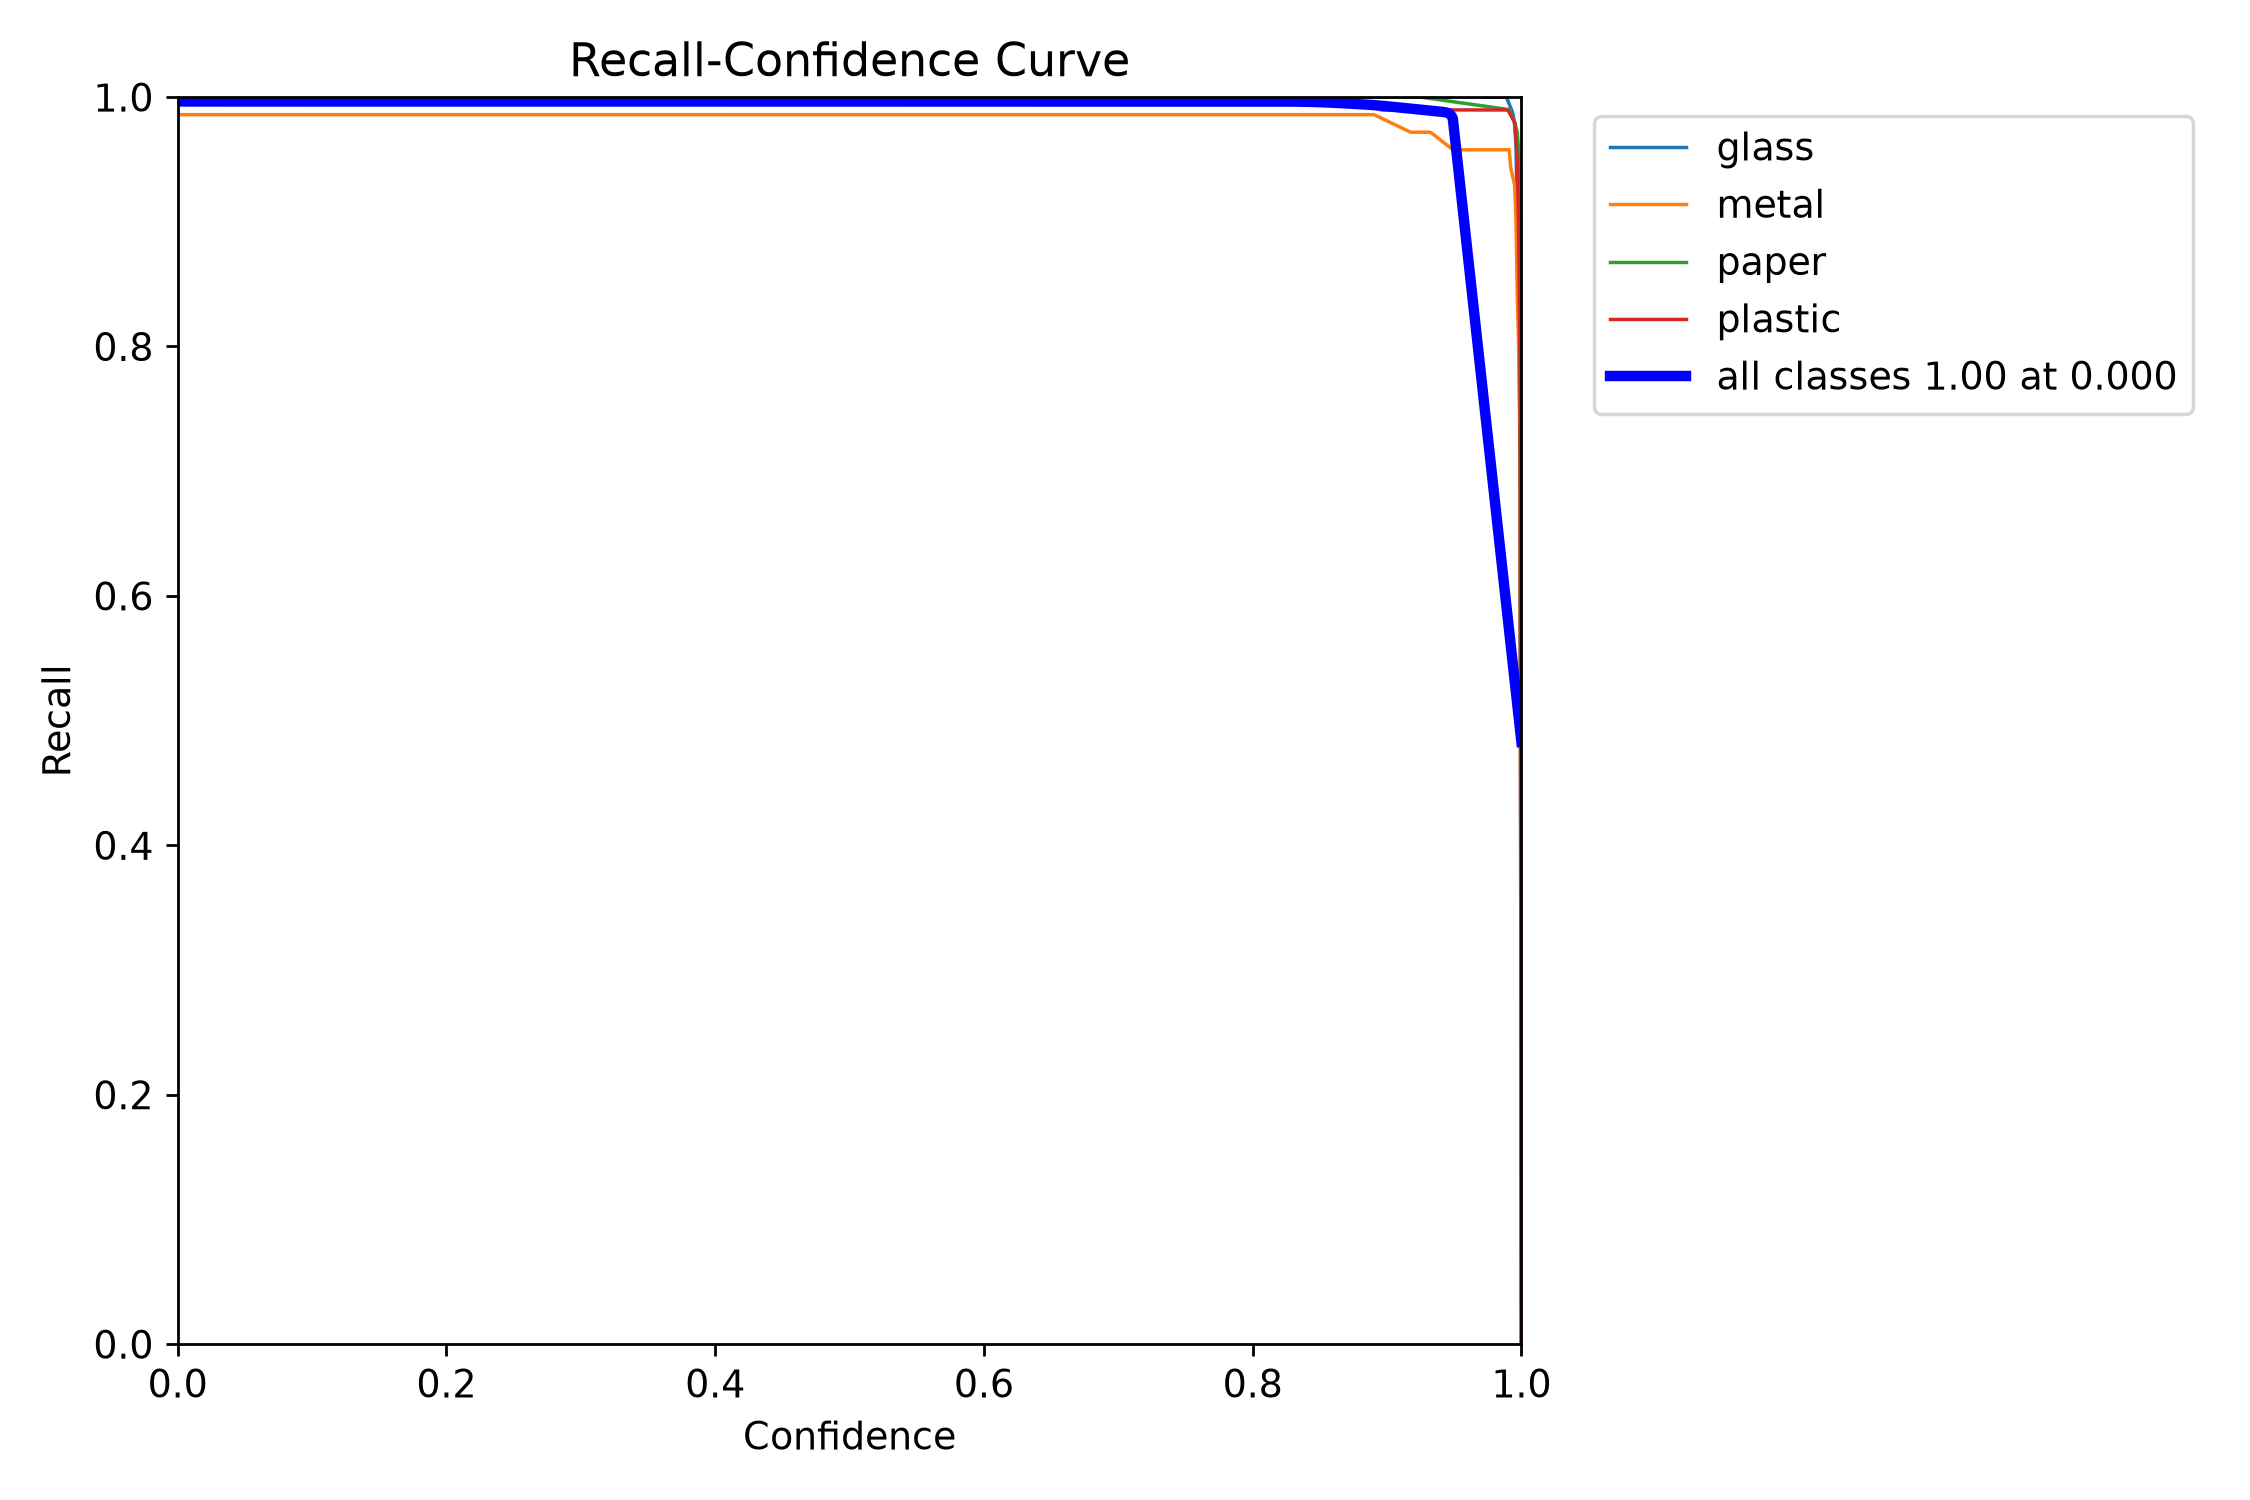 Recall-Confidence Curve
1.0
0.8
0.6
0.4
0.2
0.0
Recall
0.0 0.2 0.4 0.6 0.8 1.0
Confidence
glass
metal
paper
plastic
all classes 1.00 at 0.000